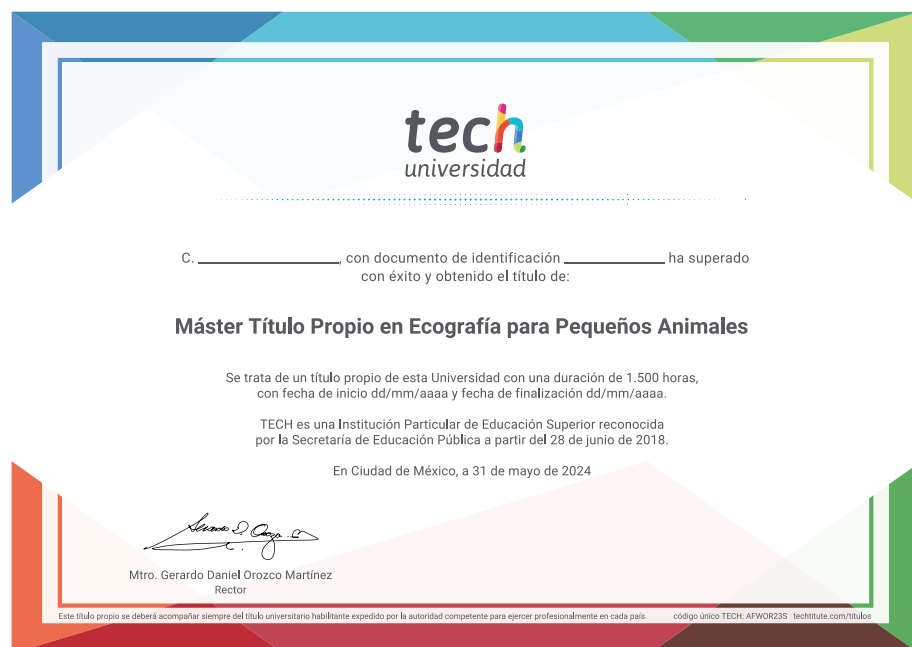 tech
universidad
C. ____________, con documento de identificación ____________ ha superado
con éxito y obtenido el título de:
Máster Título Propio en Ecografía para Pequeños Animales
Se trata de un título propio de esta Universidad con una duración de 1.500 horas,
con fecha de inicio dd/mm/aaaa y fecha de finalización dd/mm/aaaa.
TECH es una Institución Particular de Educación Superior reconocida
por la Secretaría de Educación Pública a partir del 28 de junio de 2018.
En Ciudad de México, a 31 de mayo de 2024
Mtro. Gerardo Daniel Orozco Martínez
Rector
Este título propio se deberá acompañar siempre del título universitario habilitante expedido por la autoridad competente para ejercer profesionalmente en cada país. código único TECH: AFWOR23S techtitute.com/titulos